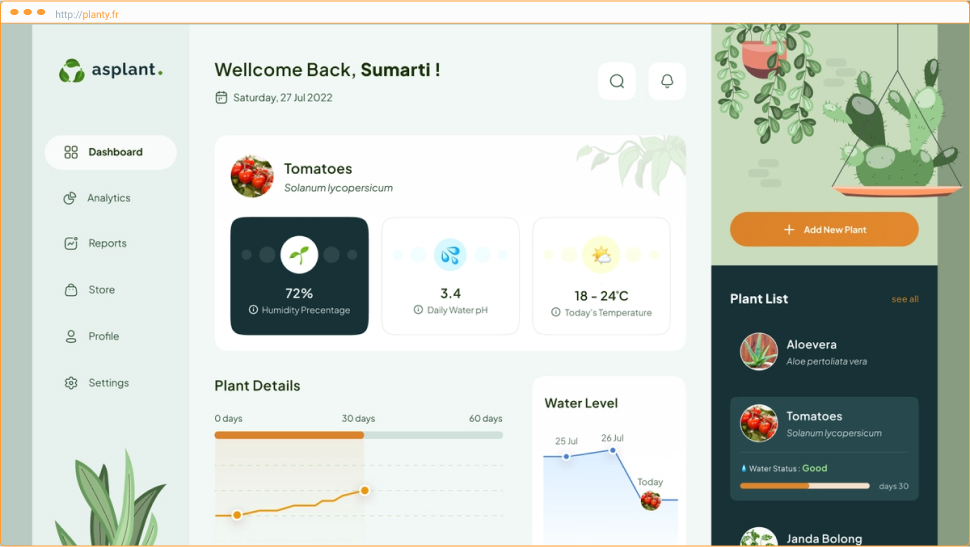 http://planty.fr
asplant.
Dashboard
Analytics
Reports
Store
Profile
Settings
Wellcome Back, Sumarti !
Saturday, 27 Jul 2022
Tomatoes
Solanum lycopersicum
72%
Humidity Precentage
3.4
Daily Water pH
18 - 24°C
Today's Temperature
Plant Details
0 days 30 days 60 days
Water Level
25 Jul
26 Jul
Today
Add New Plant
Plant List see all
Aloevera
Aloe pertoliata vera
Tomatoes
Solanum lycopersicum
Water Status : Good
days 30
Janda Bolong